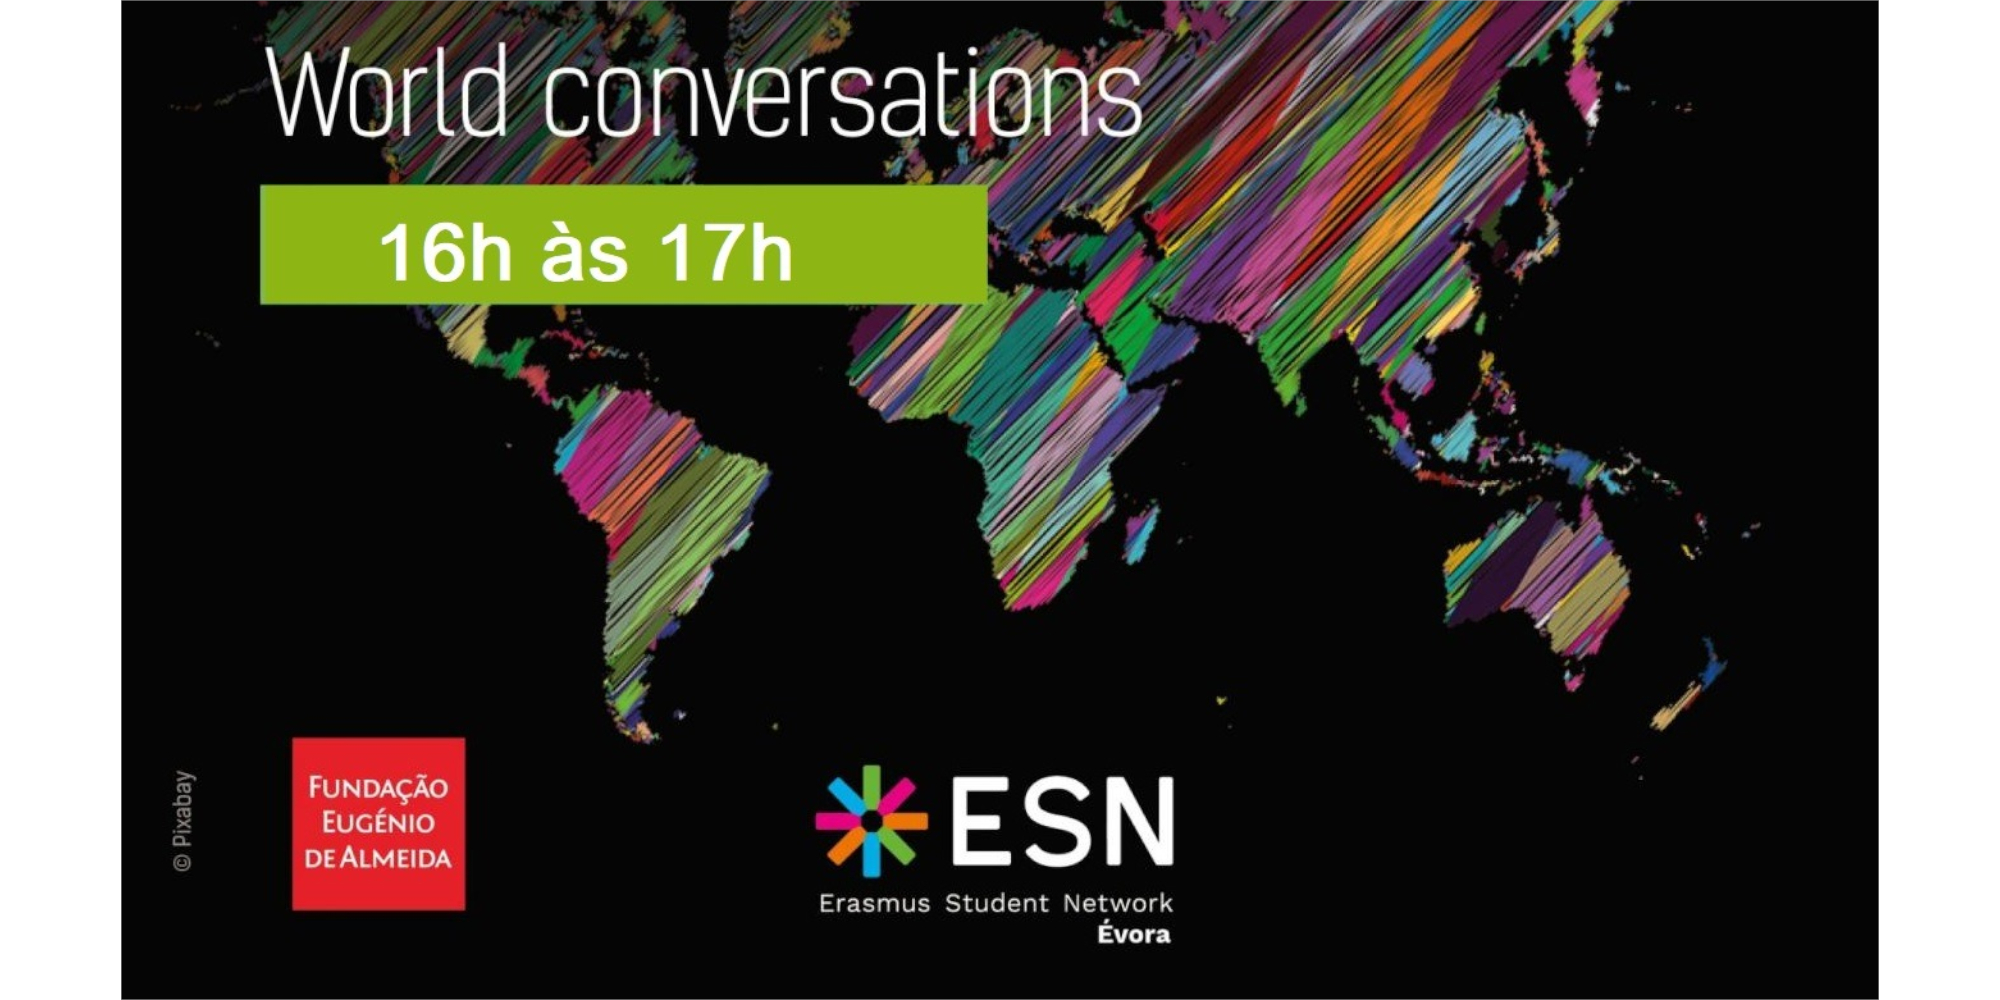 World conversations
16h às 17h
© Pixabay
FUNDAÇÃO
EUGÉNIO
DE ALMEIDA
ESN
Erasmus Student Network
Évora